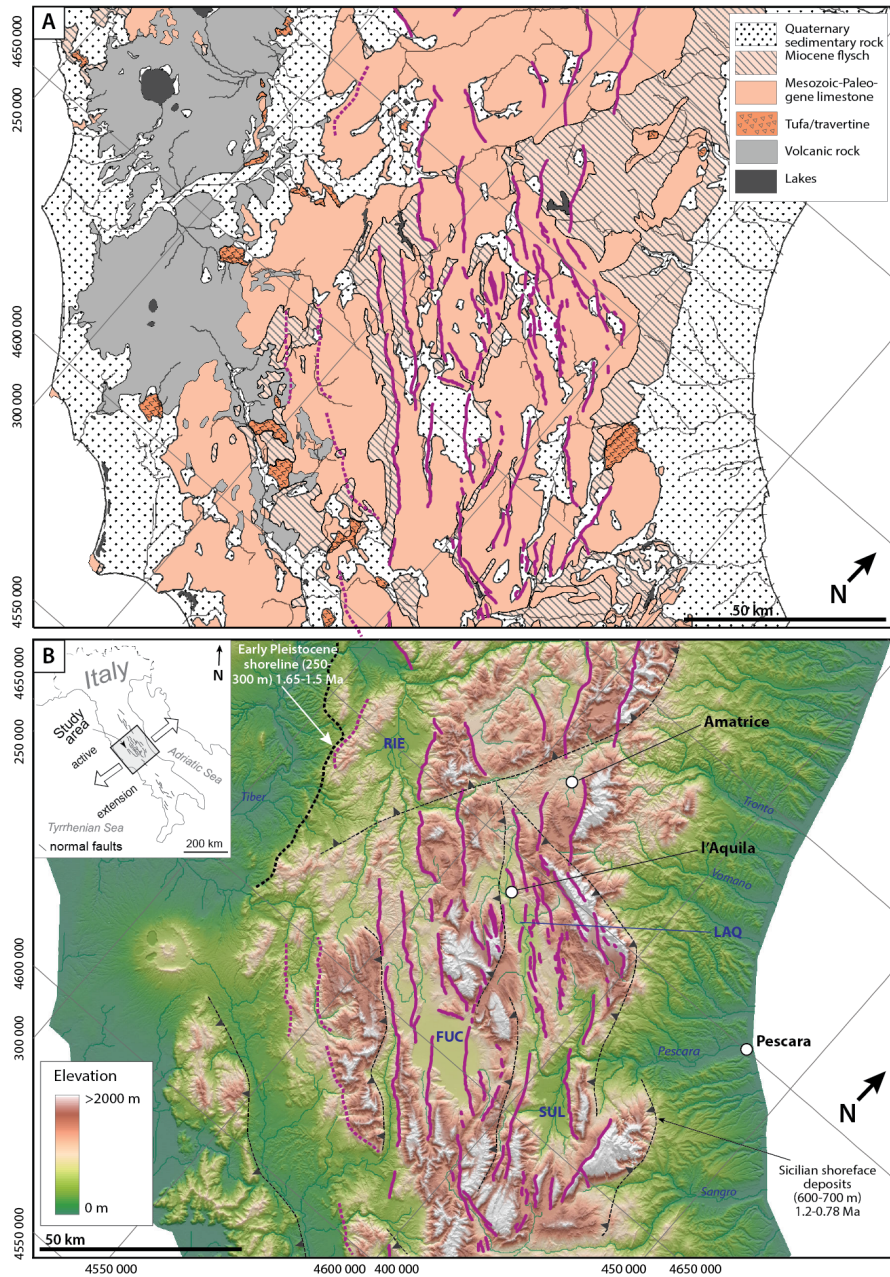 A
Quaternary
sedimentary rock
Miocene flysch
Mesozoic-Paleo-
gene limestone
Tufa/travertine
Volcanic rock
Lakes
4650 000
250 000
4600 000
300 000
4550 000
N
50 km
B
Italy
N
Study
area
active
extension
Adriatic Sea
Tyrrhenian Sea
normal faults
200 km
Early Pleistocene
shoreline (250-
300 m) 1.65-1.5 Ma
RIE
Amatrice
Tiber
Tronto
l'Aquila
Vomano
LAQ
FUC
Pescara
Pescara
SUL
N
Sangro
Sicilian shoreface
deposits
(600-700 m)
1.2-0.78 Ma
Elevation
>2000 m
0 m
50 km
4650 000
250 000
4600 000
300 000
4550 000
4550 000
4600 000
400 000
450 000
4650 000